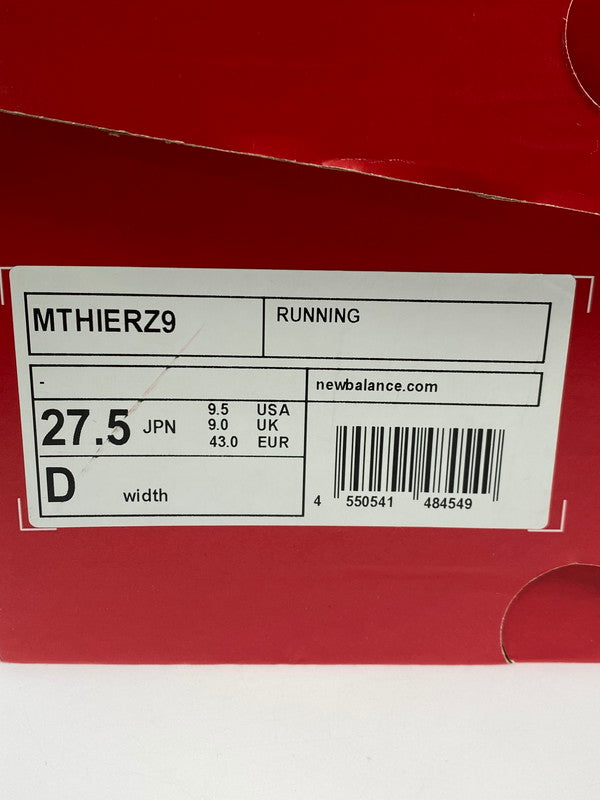 MTHIERZ9
RUNNING
-
newbalance.com
27.5 JPN
9.5 USA
9.0 UK
43.0 EUR
D width
4 550541 484549